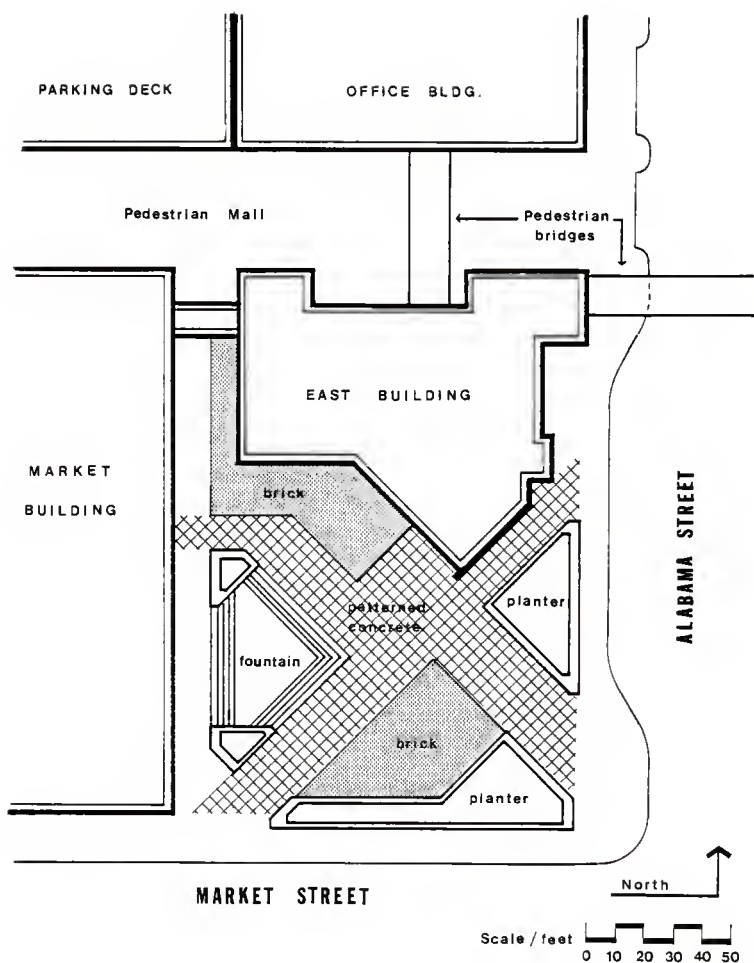 PARKING DECK
OFFICE BLDG.
Pedestrian Mall
Pedestrian
bridges
EAST BUILDING
MARKET
BUILDING
brick
ALABAMA STREET
patterned
concrete
planter
fountain
brick
planter
MARKET STREET
North
Scale / feet
0 10 20 30 40 50